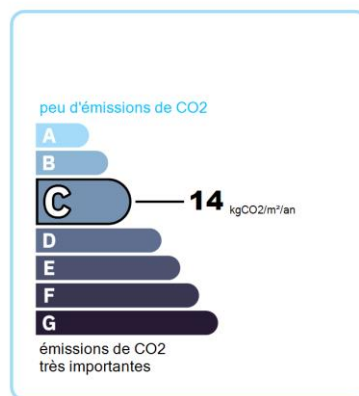 peu d'émissions de CO2
A
B
C 14 kgCO2/m²/an
D
E
F
G
émissions de CO2
très importantes